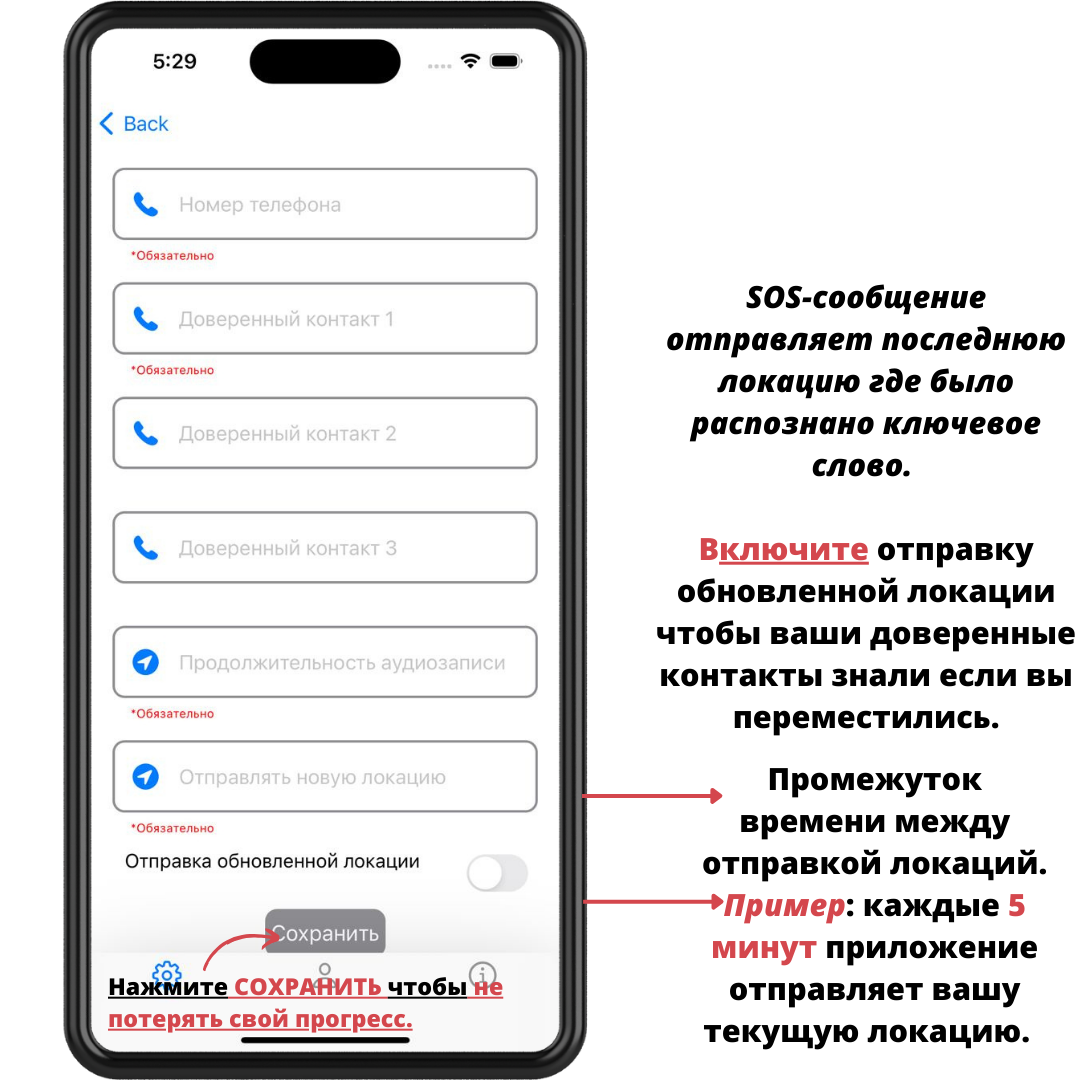 5:29
Back
Номер телефона
*Обязательно
Доверенный контакт 1
*Обязательно
Доверенный контакт 2
Доверенный контакт 3
Продолжительность аудиозаписи
*Обязательно
Отправлять новую локацию
*Обязательно
Отправка обновленной локации
Сохранить
Нажмите СОХРАНИТЬ чтобы не
потерять свой прогресс.
SOS-сообщение
отправляет последнюю
локацию где было
распознано ключевое
слово.
Включите отправку
обновленной локации
чтобы ваши доверенные
контакты знали если вы
переместились.
Промежуток
времени между
отправкой локаций.
Пример: каждые 5
минут приложение
отправляет вашу
текущую локацию.